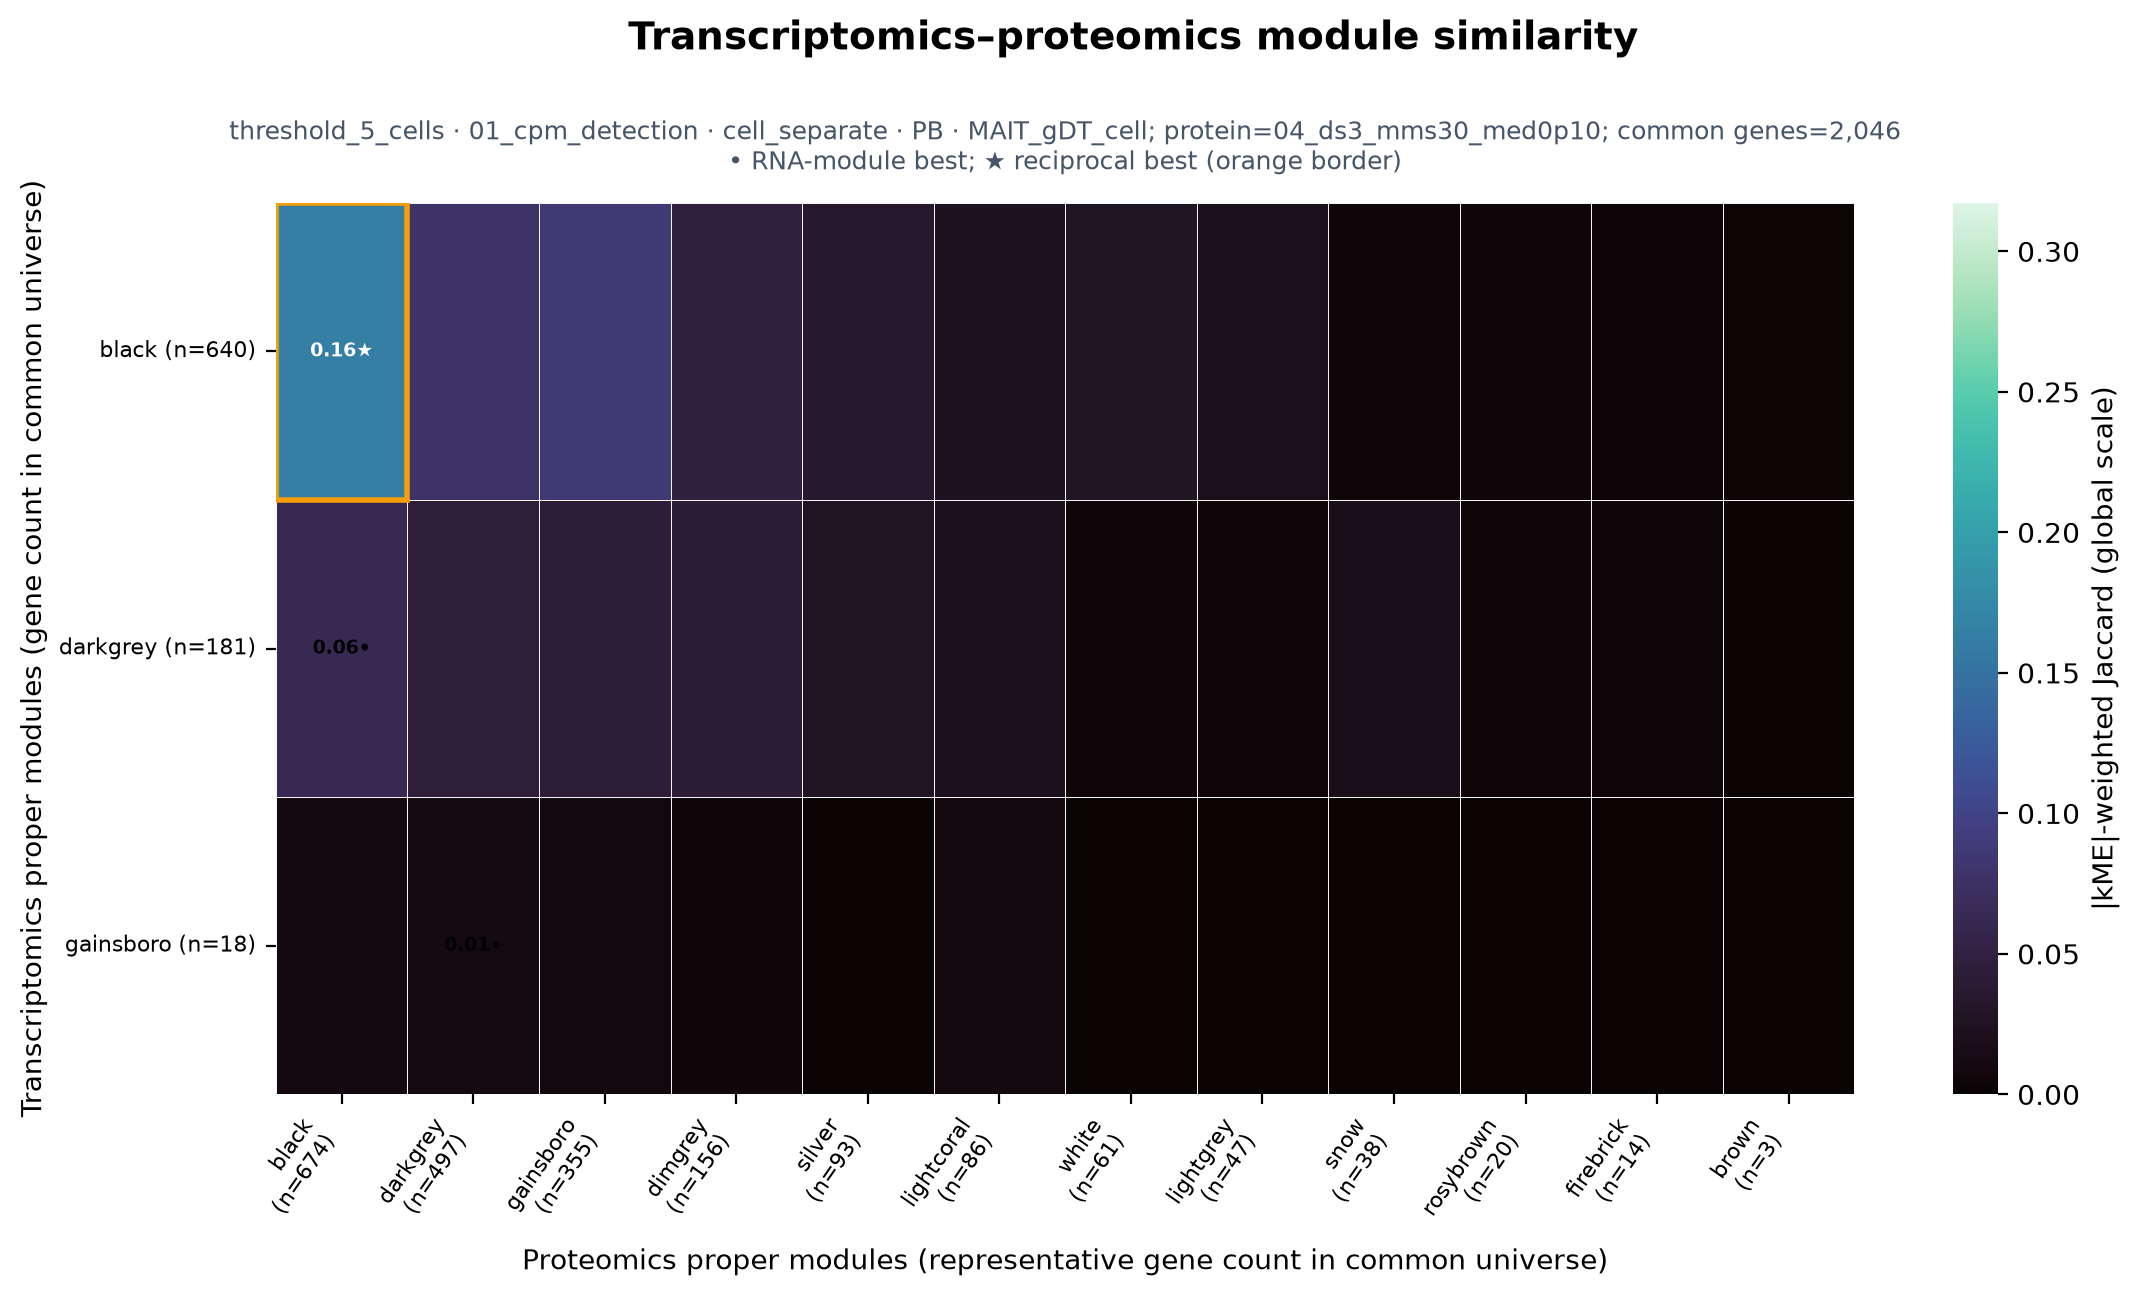 Transcriptomics–proteomics module similarity
threshold_5_cells · 01_cpm_detection · cell_separate · PB · MAIT_gDT_cell; protein=04_ds3_mms30_med0p10; common genes=2,046
• RNA-module best; ★ reciprocal best (orange border)
Transcriptomics proper modules (gene count in common universe)
black (n=640)
darkgrey (n=181)
gainsboro (n=18)
0.16★
0.06•
0.01•
black
(n=674)
darkgrey
(n=497)
gainsboro
(n=355)
dimgrey
(n=156)
silver
(n=93)
lightcoral
(n=86)
white
(n=61)
lightgrey
(n=47)
snow
(n=38)
rosybrown
(n=20)
firebrick
(n=14)
brown
(n=3)
Proteomics proper modules (representative gene count in common universe)
0.30
0.25
0.20
0.15
0.10
0.05
0.00
|kME|-weighted Jaccard (global scale)